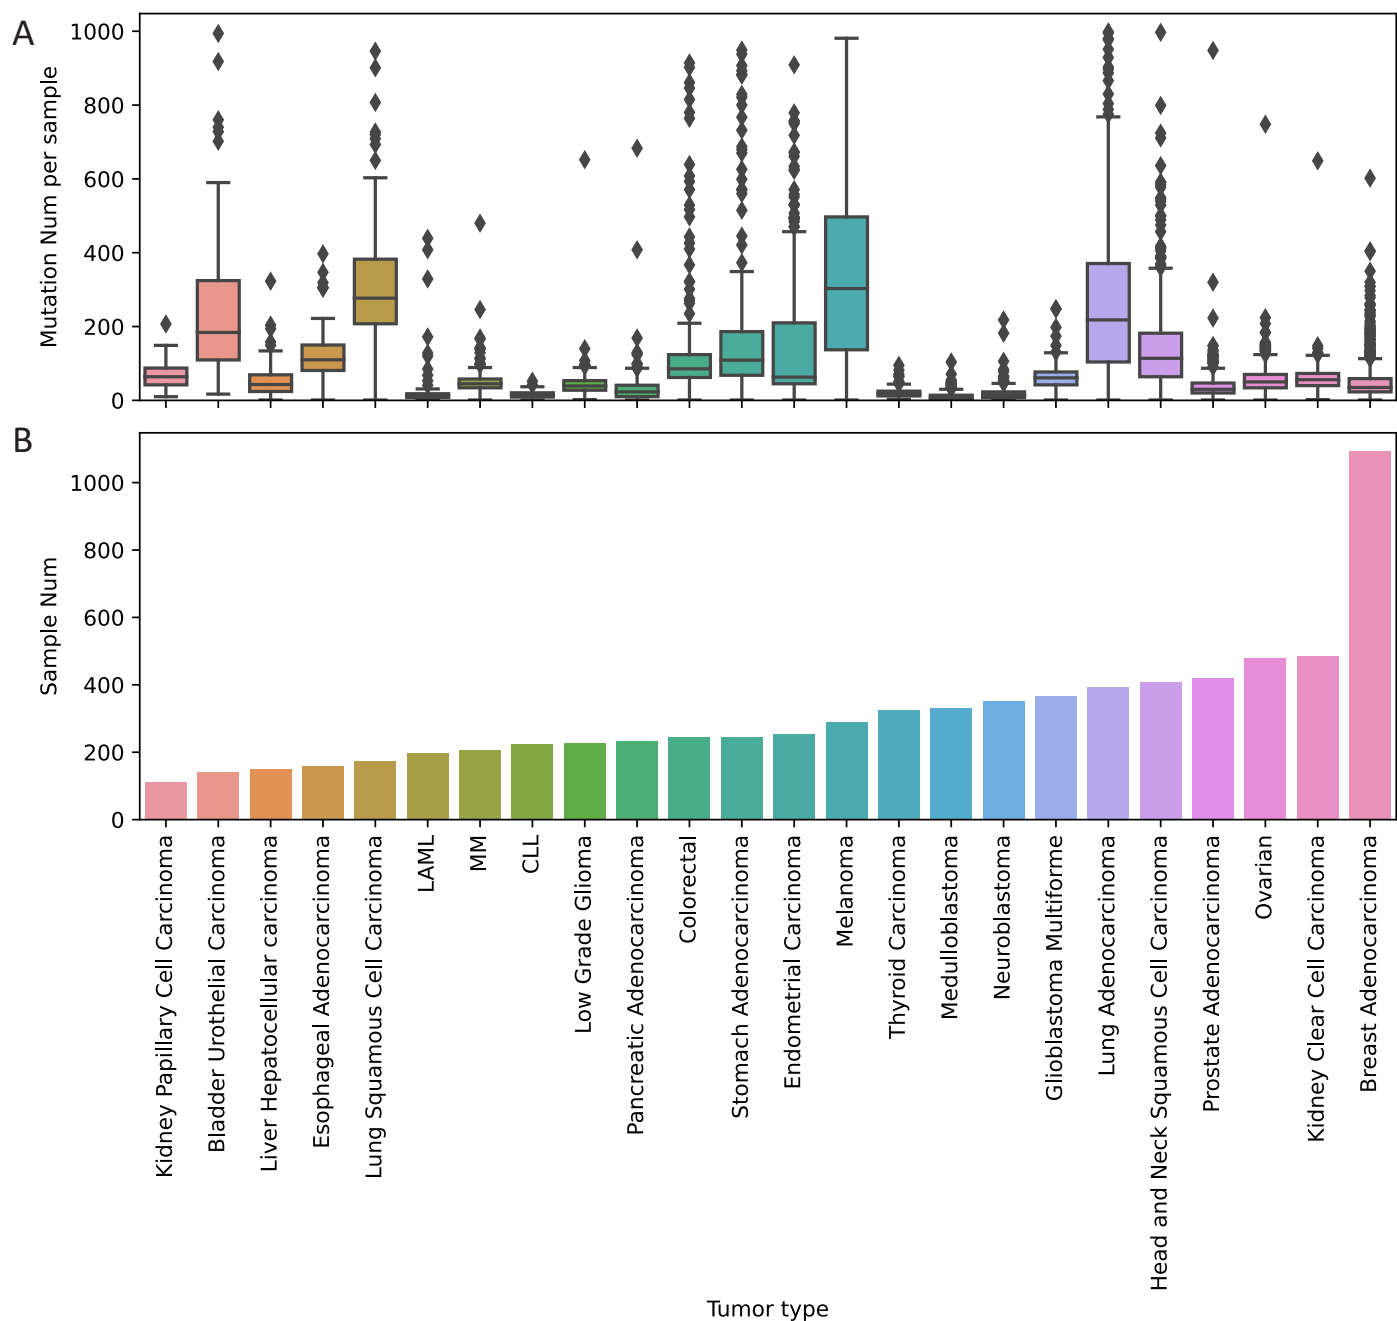 A
Mutation Num per sample
1000
800
600
400
200
0
B
Sample Num
1000
800
600
400
200
0
Kidney Papillary Cell Carcinoma
Bladder Urothelial Carcinoma
Liver Hepatocellular carcinoma
Esophageal Adenocarcinoma
Lung Squamous Cell Carcinoma
LAML
MM
CLL
Low Grade Glioma
Pancreatic Adenocarcinoma
Colorectal
Stomach Adenocarcinoma
Endometrial Carcinoma
Melanoma
Thyroid Carcinoma
Medulloblastoma
Neuroblastoma
Glioblastoma Multiforme
Lung Adenocarcinoma
Head and Neck Squamous Cell Carcinoma
Prostate Adenocarcinoma
Ovarian
Kidney Clear Cell Carcinoma
Breast Adenocarcinoma
Tumor type